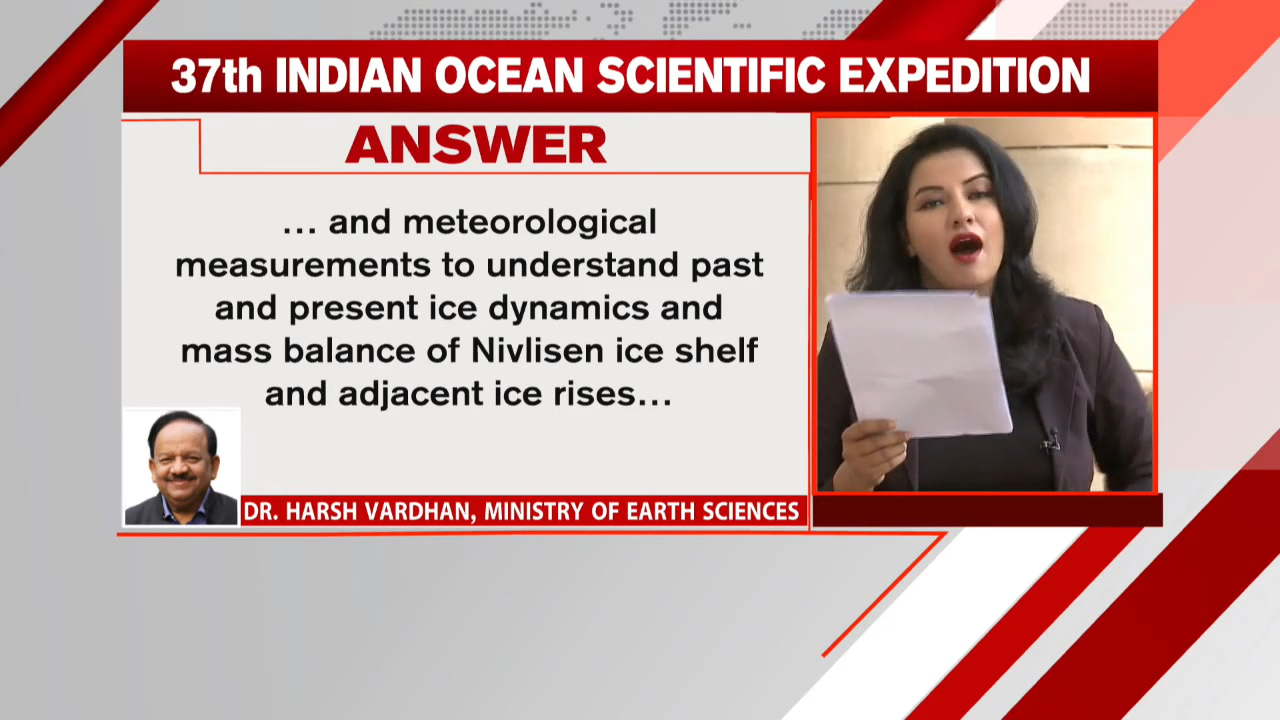 37th INDIAN OCEAN SCIENTIFIC EXPEDITION
ANSWER
... and meteorological
measurements to understand past
and present ice dynamics and
mass balance of Nivlisen ice shelf
and adjacent ice rises...
DR. HARSH VARDHAN, MINISTRY OF EARTH SCIENCES